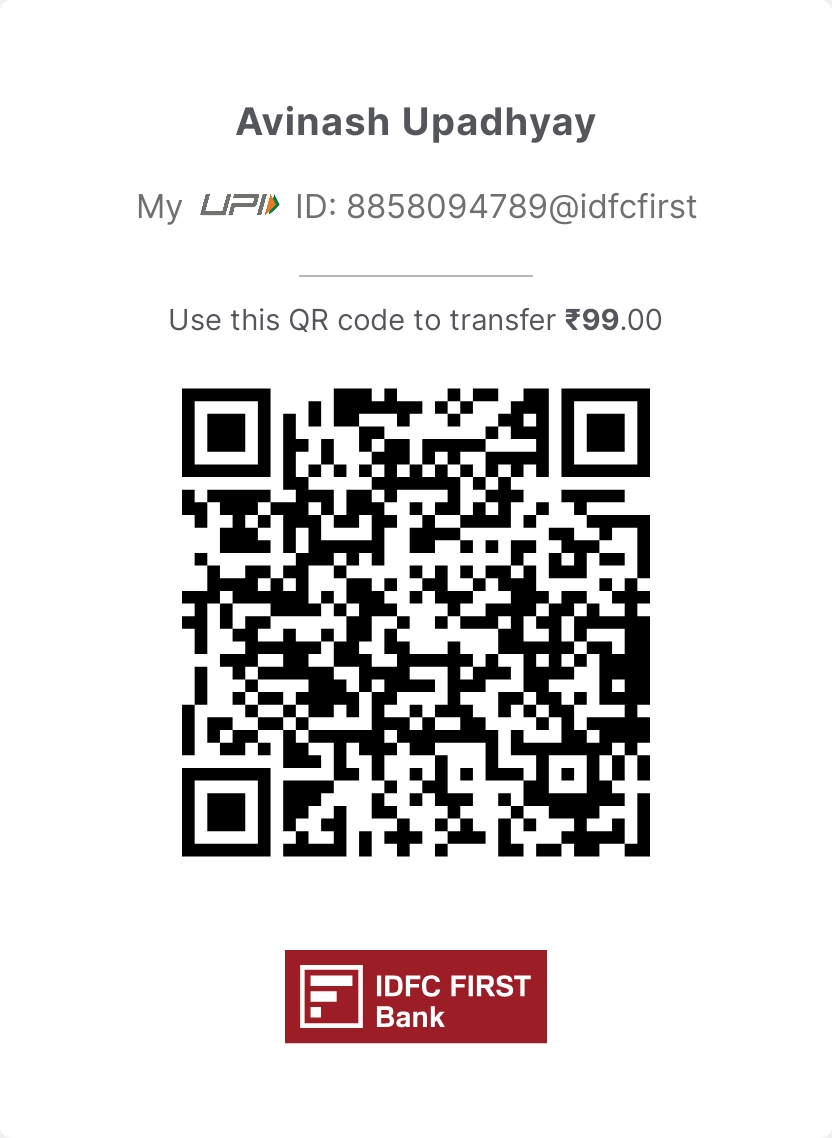 Avinash Upadhyay
My UPI ID: 8858094789@idfcfirst
Use this QR code to transfer ₹99.00
IDFC FIRST
Bank